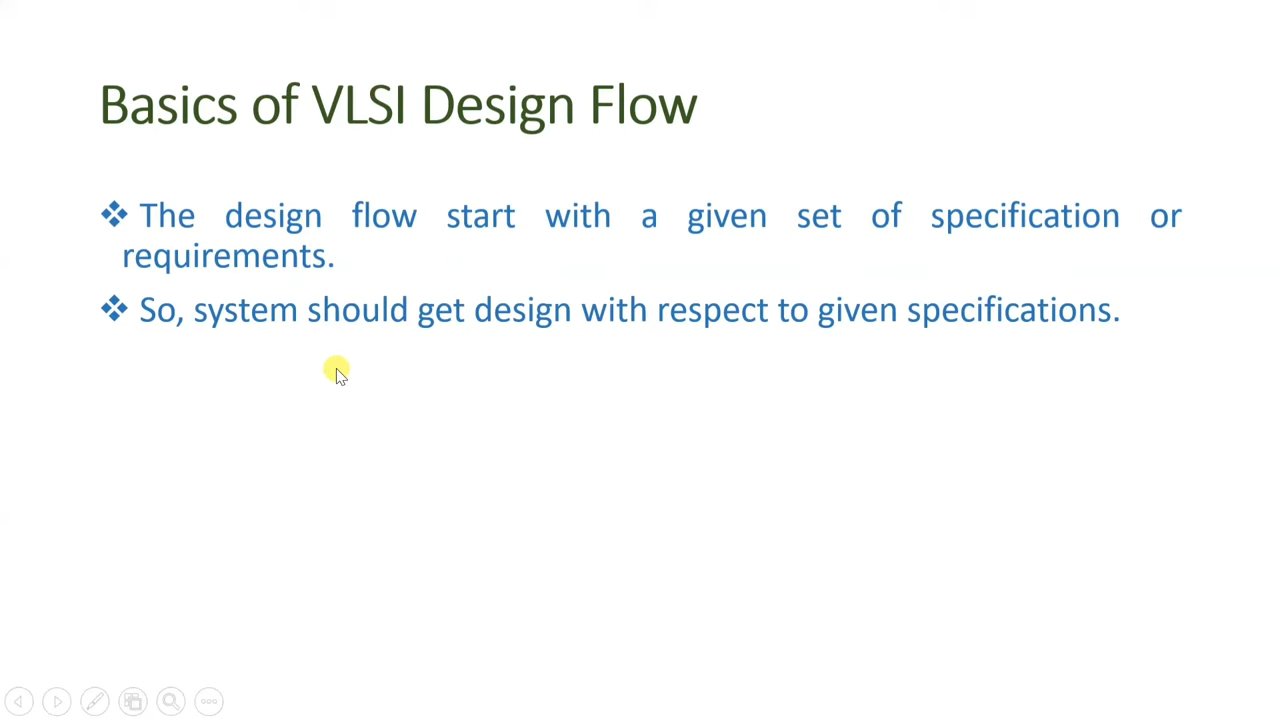 Basics of VLSI Design Flow
❖ The design flow start with a given set of specification or
requirements.
❖ So, system should get design with respect to given specifications.